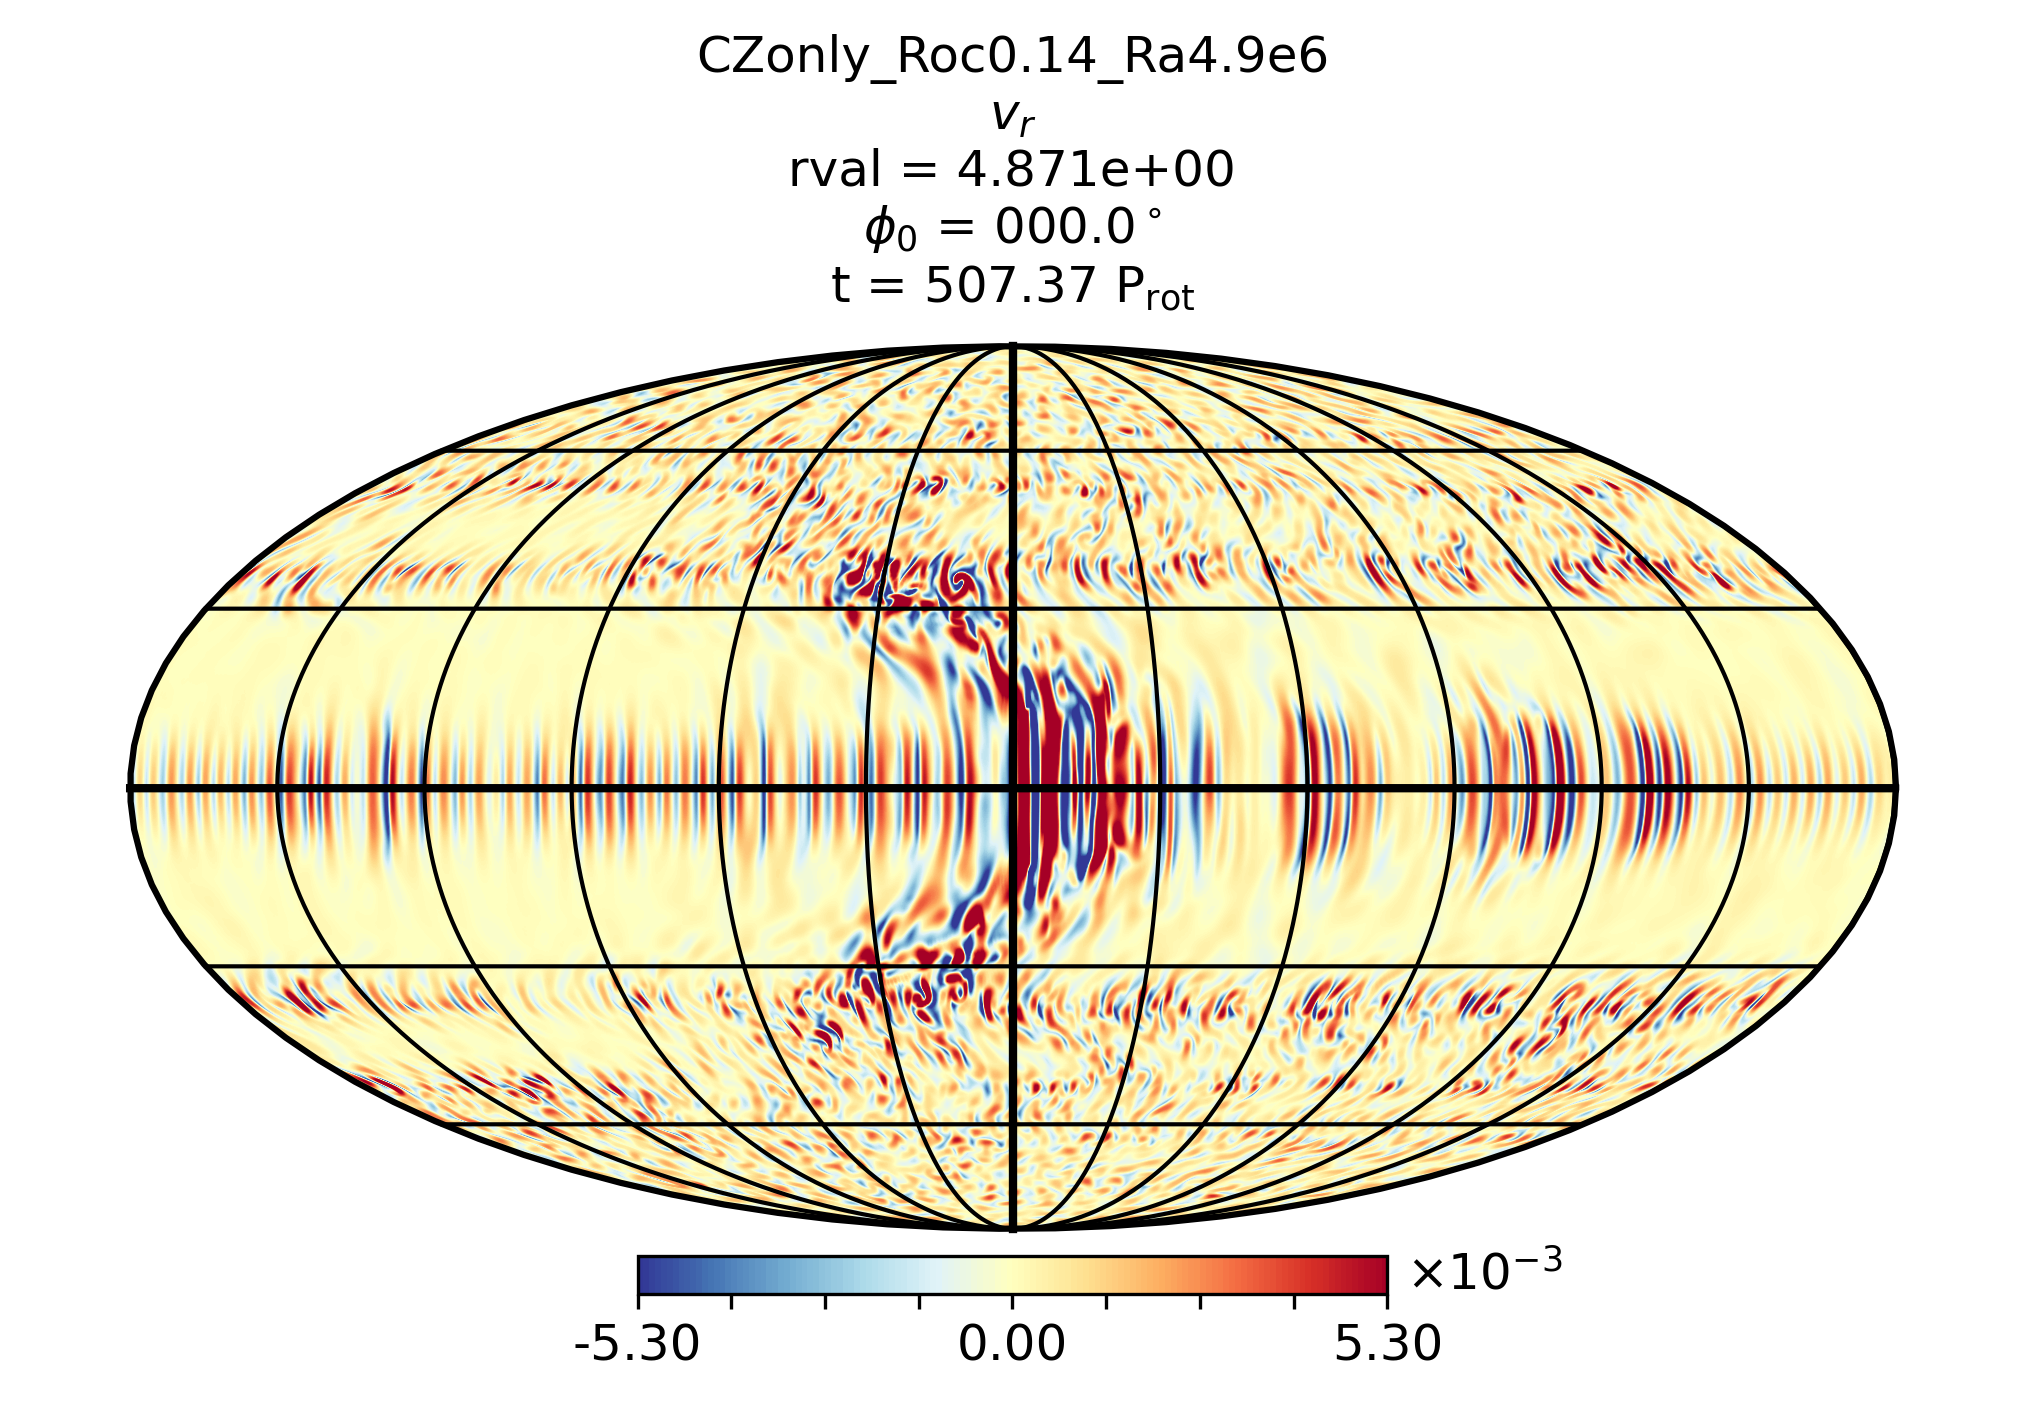 CZonly_Roc0.14_Ra4.9e6
v_r
rval = 4.871e+00
ϕ₀ = 000.0°
t = 507.37 P_rot
×10⁻³
-5.30 0.00 5.30